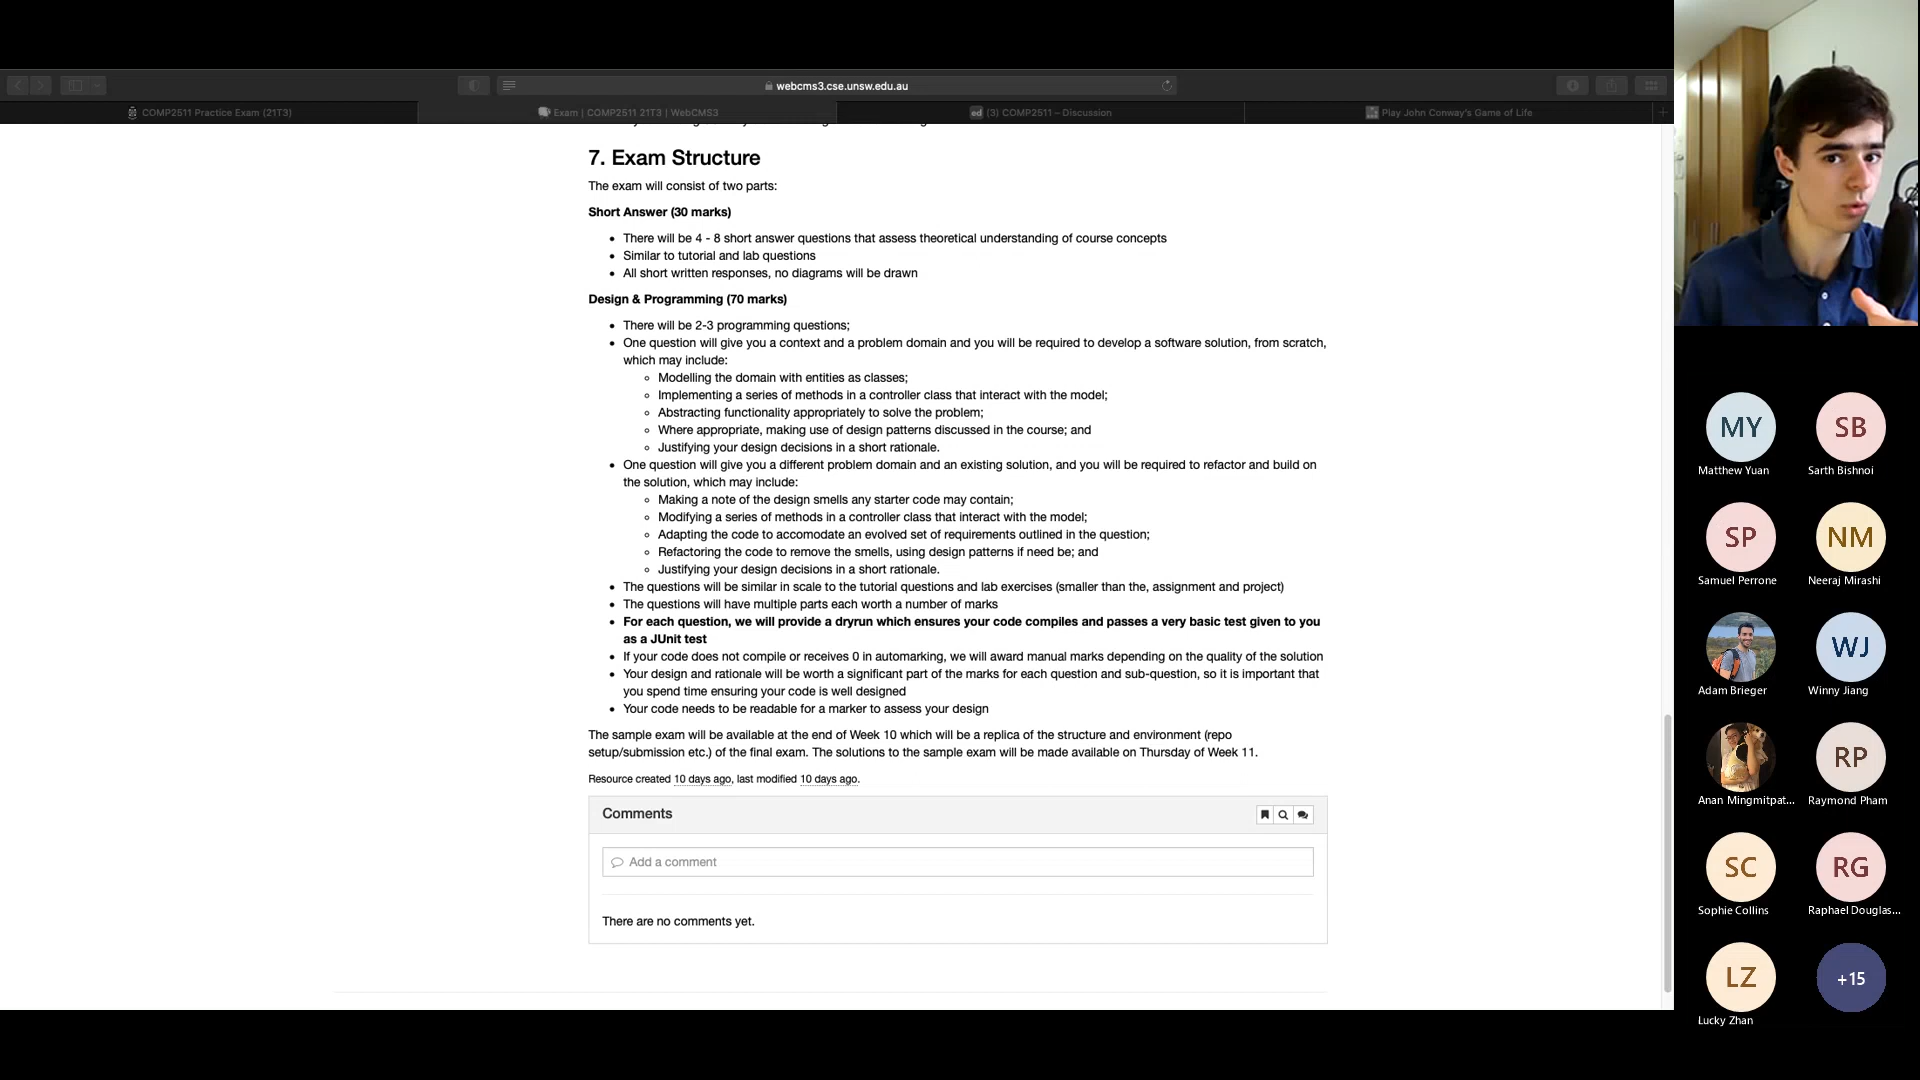 webcms3.cse.unsw.edu.au
COMP2511 Practice Exam (21T3)
Exam | COMP2511 21T3 | WebCMS3
ed (3) COMP2511 – Discussion
Play John Conway's Game of Life
7. Exam Structure
The exam will consist of two parts:
Short Answer (30 marks)
There will be 4 - 8 short answer questions that assess theoretical understanding of course concepts
Similar to tutorial and lab questions
All short written responses, no diagrams will be drawn
Design & Programming (70 marks)
There will be 2-3 programming questions;
One question will give you a context and a problem domain and you will be required to develop a software solution, from scratch,
which may include:
Modelling the domain with entities as classes;
Implementing a series of methods in a controller class that interact with the model;
Abstracting functionality appropriately to solve the problem;
Where appropriate, making use of design patterns discussed in the course; and
Justifying your design decisions in a short rationale.
One question will give you a different problem domain and an existing solution, and you will be required to refactor and build on
the solution, which may include:
Making a note of the design smells any starter code may contain;
Modifying a series of methods in a controller class that interact with the model;
Adapting the code to accomodate an evolved set of requirements outlined in the question;
Refactoring the code to remove the smells, using design patterns if need be; and
Justifying your design decisions in a short rationale.
The questions will be similar in scale to the tutorial questions and lab exercises (smaller than the, assignment and project)
The questions will have multiple parts each worth a number of marks
For each question, we will provide a dryrun which ensures your code compiles and passes a very basic test given to you
as a JUnit test
If your code does not compile or receives 0 in automarking, we will award manual marks depending on the quality of the solution
Your design and rationale will be worth a significant part of the marks for each question and sub-question, so it is important that
you spend time ensuring your code is well designed
Your code needs to be readable for a marker to assess your design
The sample exam will be available at the end of Week 10 which will be a replica of the structure and environment (repo
setup/submission etc.) of the final exam. The solutions to the sample exam will be made available on Thursday of Week 11.
Resource created 10 days ago, last modified 10 days ago.
Comments
Add a comment
There are no comments yet.
MY
Matthew Yuan
SB
Sarth Bishnoi
SP
Samuel Perrone
NM
Neeraj Mirashi
Adam Brieger
WJ
Winny Jiang
Anan Mingmitpat...
RP
Raymond Pham
SC
Sophie Collins
RG
Raphael Douglas...
LZ
Lucky Zhan
+15